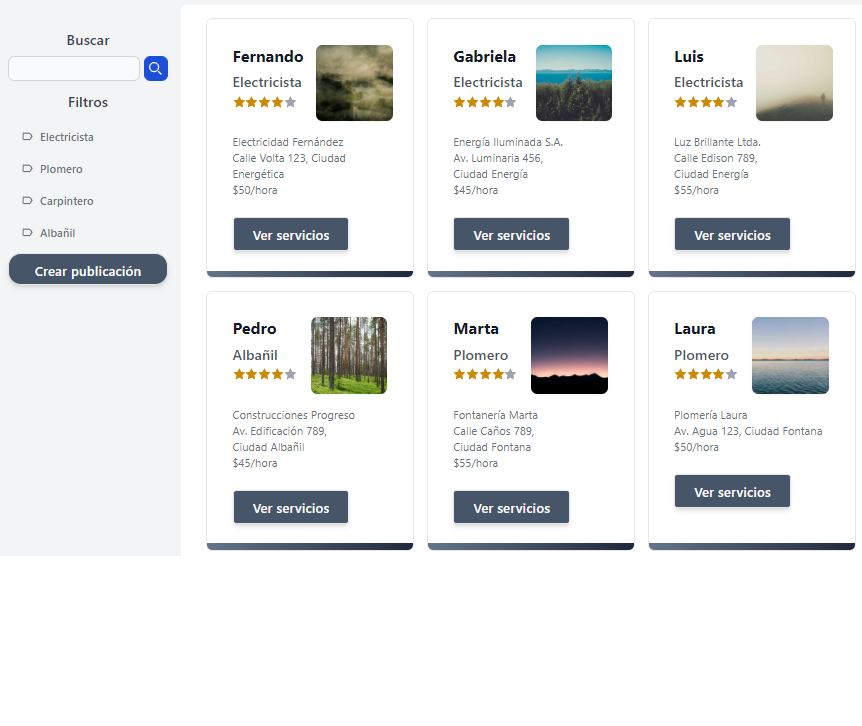 Buscar
Filtros
Electricista
Plomero
Carpintero
Albañil
Crear publicación
Fernando
Electricista
Electricidad Fernández
Calle Volta 123, Ciudad
Energética
$50/hora
Ver servicios
Gabriela
Electricista
Energía Iluminada S.A.
Av. Luminaria 456,
Ciudad Energía
$45/hora
Ver servicios
Luis
Electricista
Luz Brillante Ltda.
Calle Edison 789,
Ciudad Energía
$55/hora
Ver servicios
Pedro
Albañil
Construcciones Progreso
Av. Edificación 789,
Ciudad Albañil
$45/hora
Ver servicios
Marta
Plomero
Fontanería Marta
Calle Caños 789,
Ciudad Fontana
$55/hora
Ver servicios
Laura
Plomero
Plomería Laura
Av. Agua 123, Ciudad Fontana
$50/hora
Ver servicios